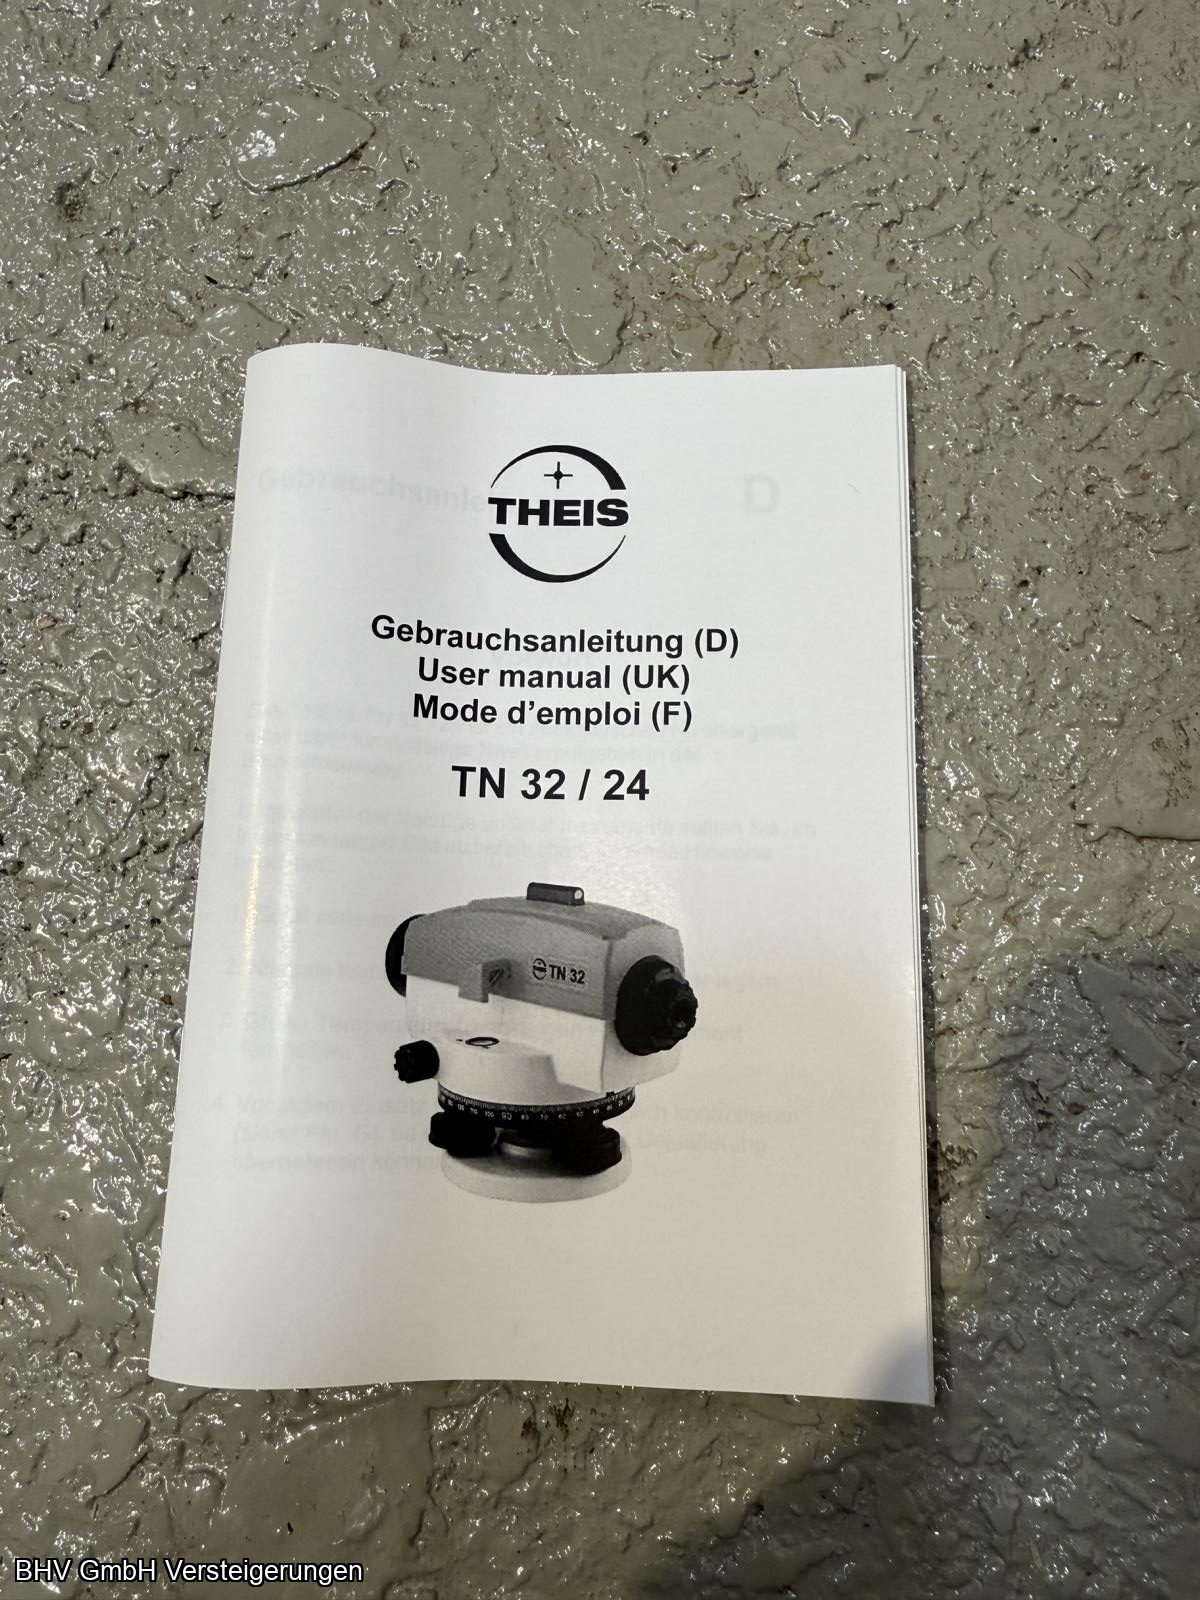 THEIS
Gebrauchsanleitung (D)
User manual (UK)
Mode d'emploi (F)
TN 32 / 24
TN 32
BHV GmbH Versteigerungen